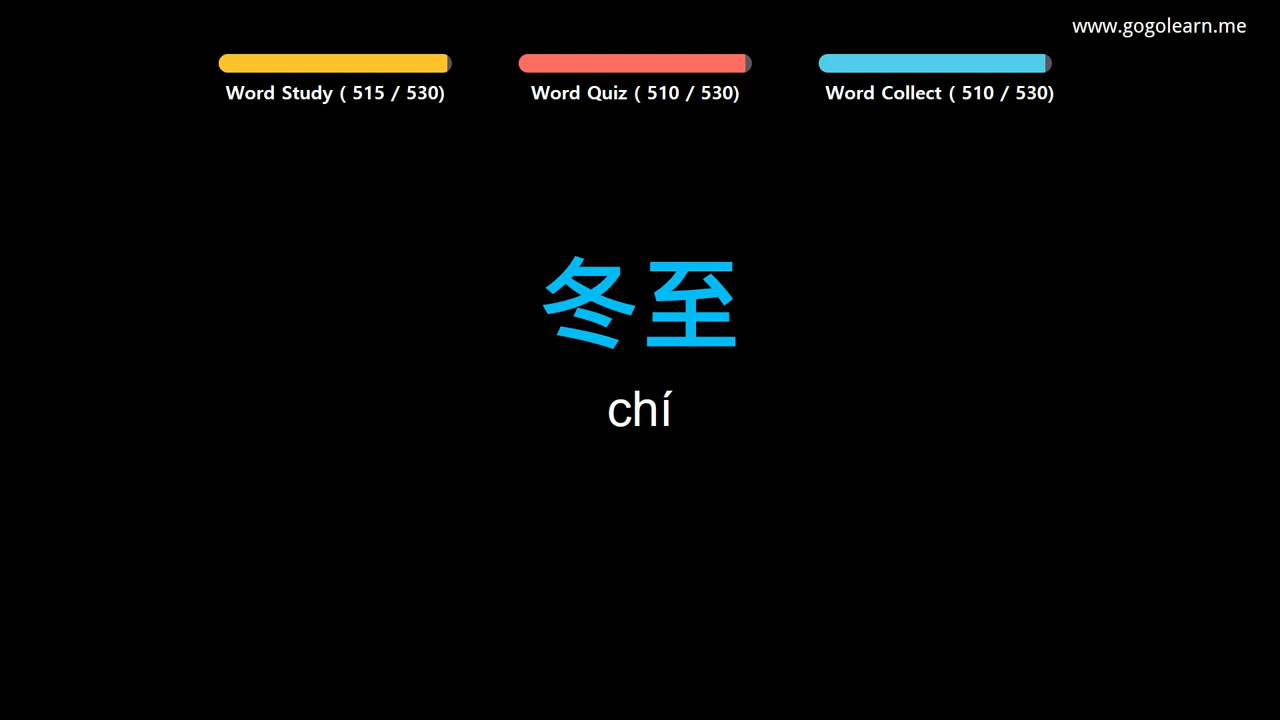 www.gogolearn.me
Word Study ( 515 / 530)
Word Quiz ( 510 / 530)
Word Collect ( 510 / 530)
冬至
chí